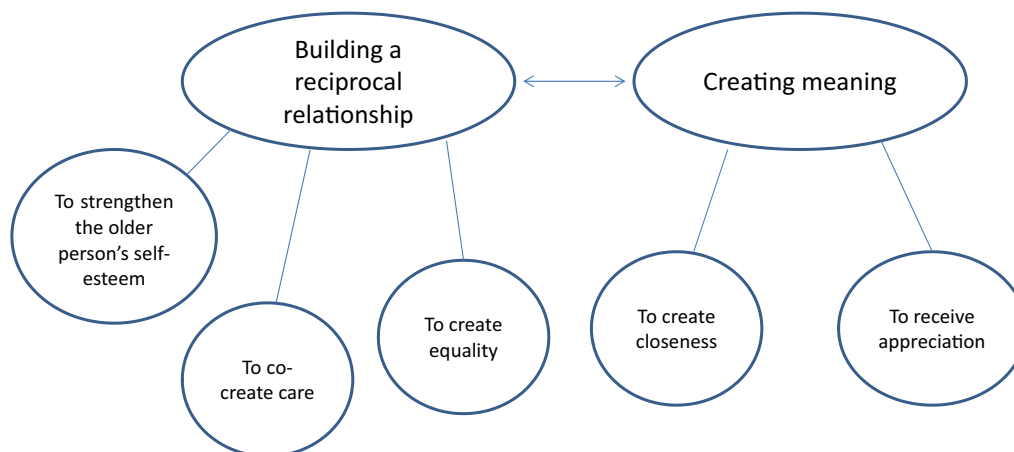 Building a
reciprocal
relationship
Creating meaning
To strengthen
the older
person’s self-
esteem
To co-
create care
To create
equality
To create
closeness
To receive
appreciation